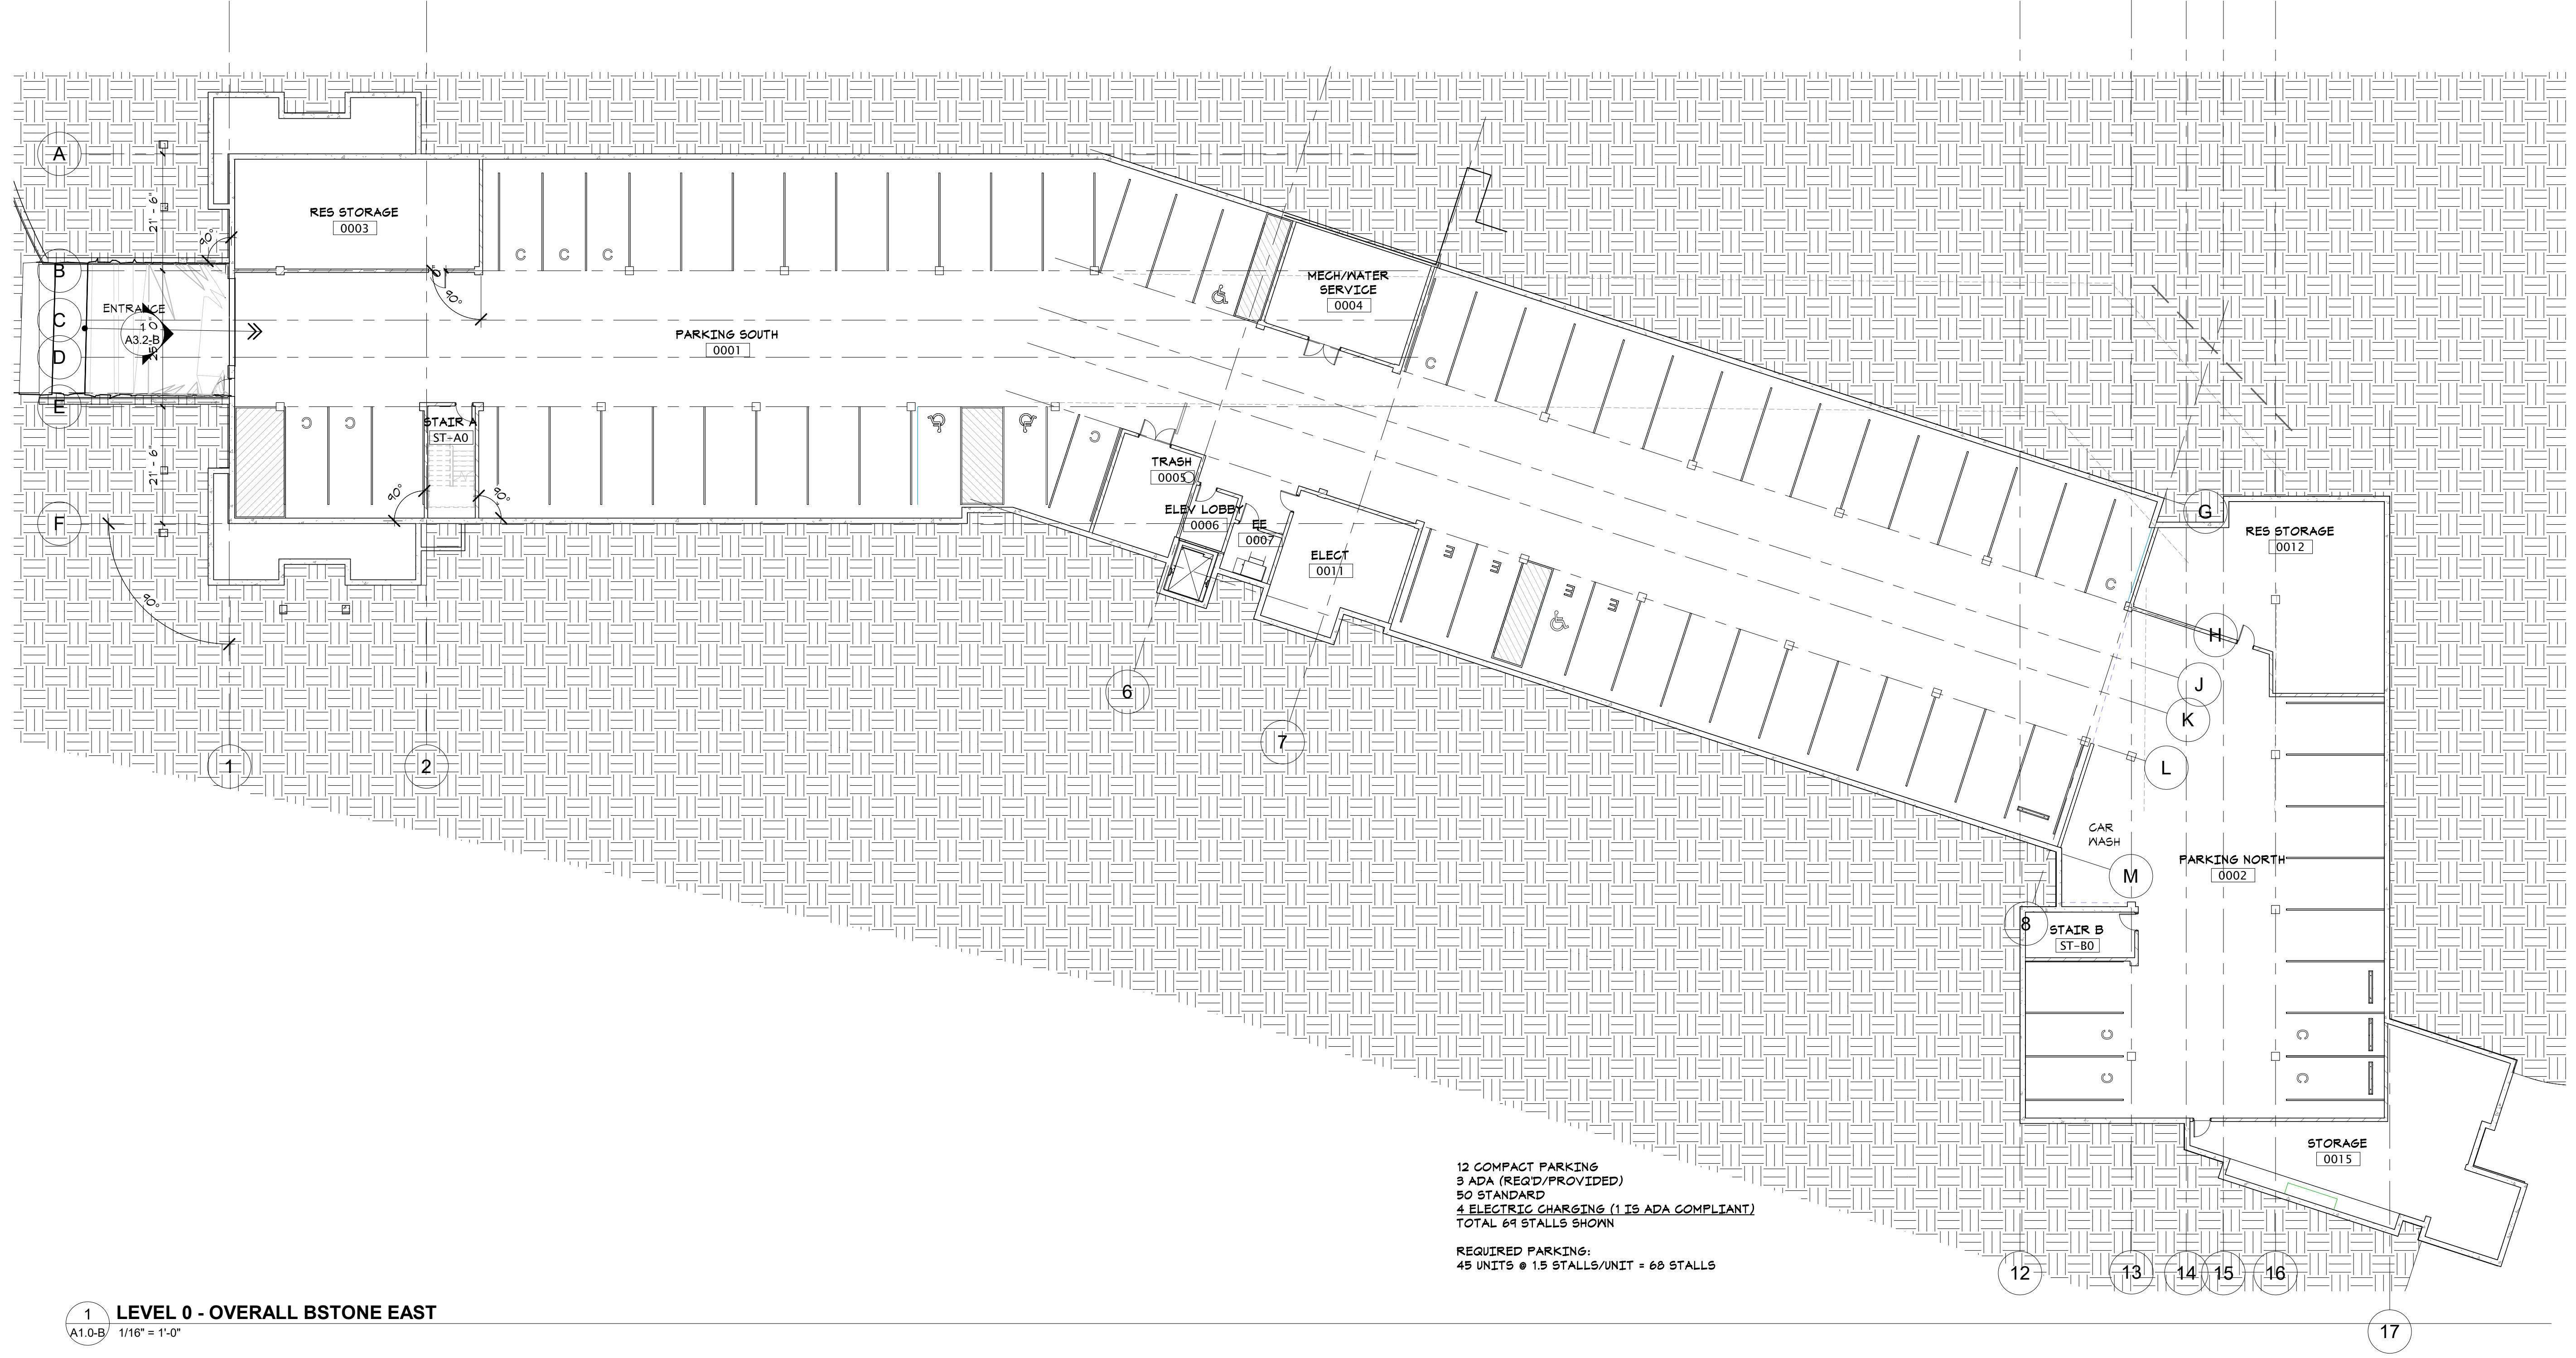 A
21' - 6"
90°
RES STORAGE
0003
C
C
C
B
C
D
E
ENTRANCE
1
A3.2-B
90°
PARKING SOUTH
0001
MECH/WATER
SERVICE
0004
C
C
C
STAIR A
ST-A0
C
21' - 6"
90°
90°
F
TRASH
0005
ELEV LOBBY
0006
EE
0007
ELECT
0011
E
E
E
E
C
G
RES STORAGE
0012
H
90°
6
7
J
K
L
1
2
CAR
WASH
PARKING NORTH
0002
M
8
STAIR B
ST-B0
C
C
C
C
STORAGE
0015
12 COMPACT PARKING
3 ADA (REQ'D/PROVIDED)
50 STANDARD
4 ELECTRIC CHARGING (1 IS ADA COMPLIANT)
TOTAL 69 STALLS SHOWN
REQUIRED PARKING:
45 UNITS @ 1.5 STALLS/UNIT = 68 STALLS
12
13
14
15
16
17
1
A1.0-B
LEVEL 0 - OVERALL BSTONE EAST
1/16" = 1'-0"